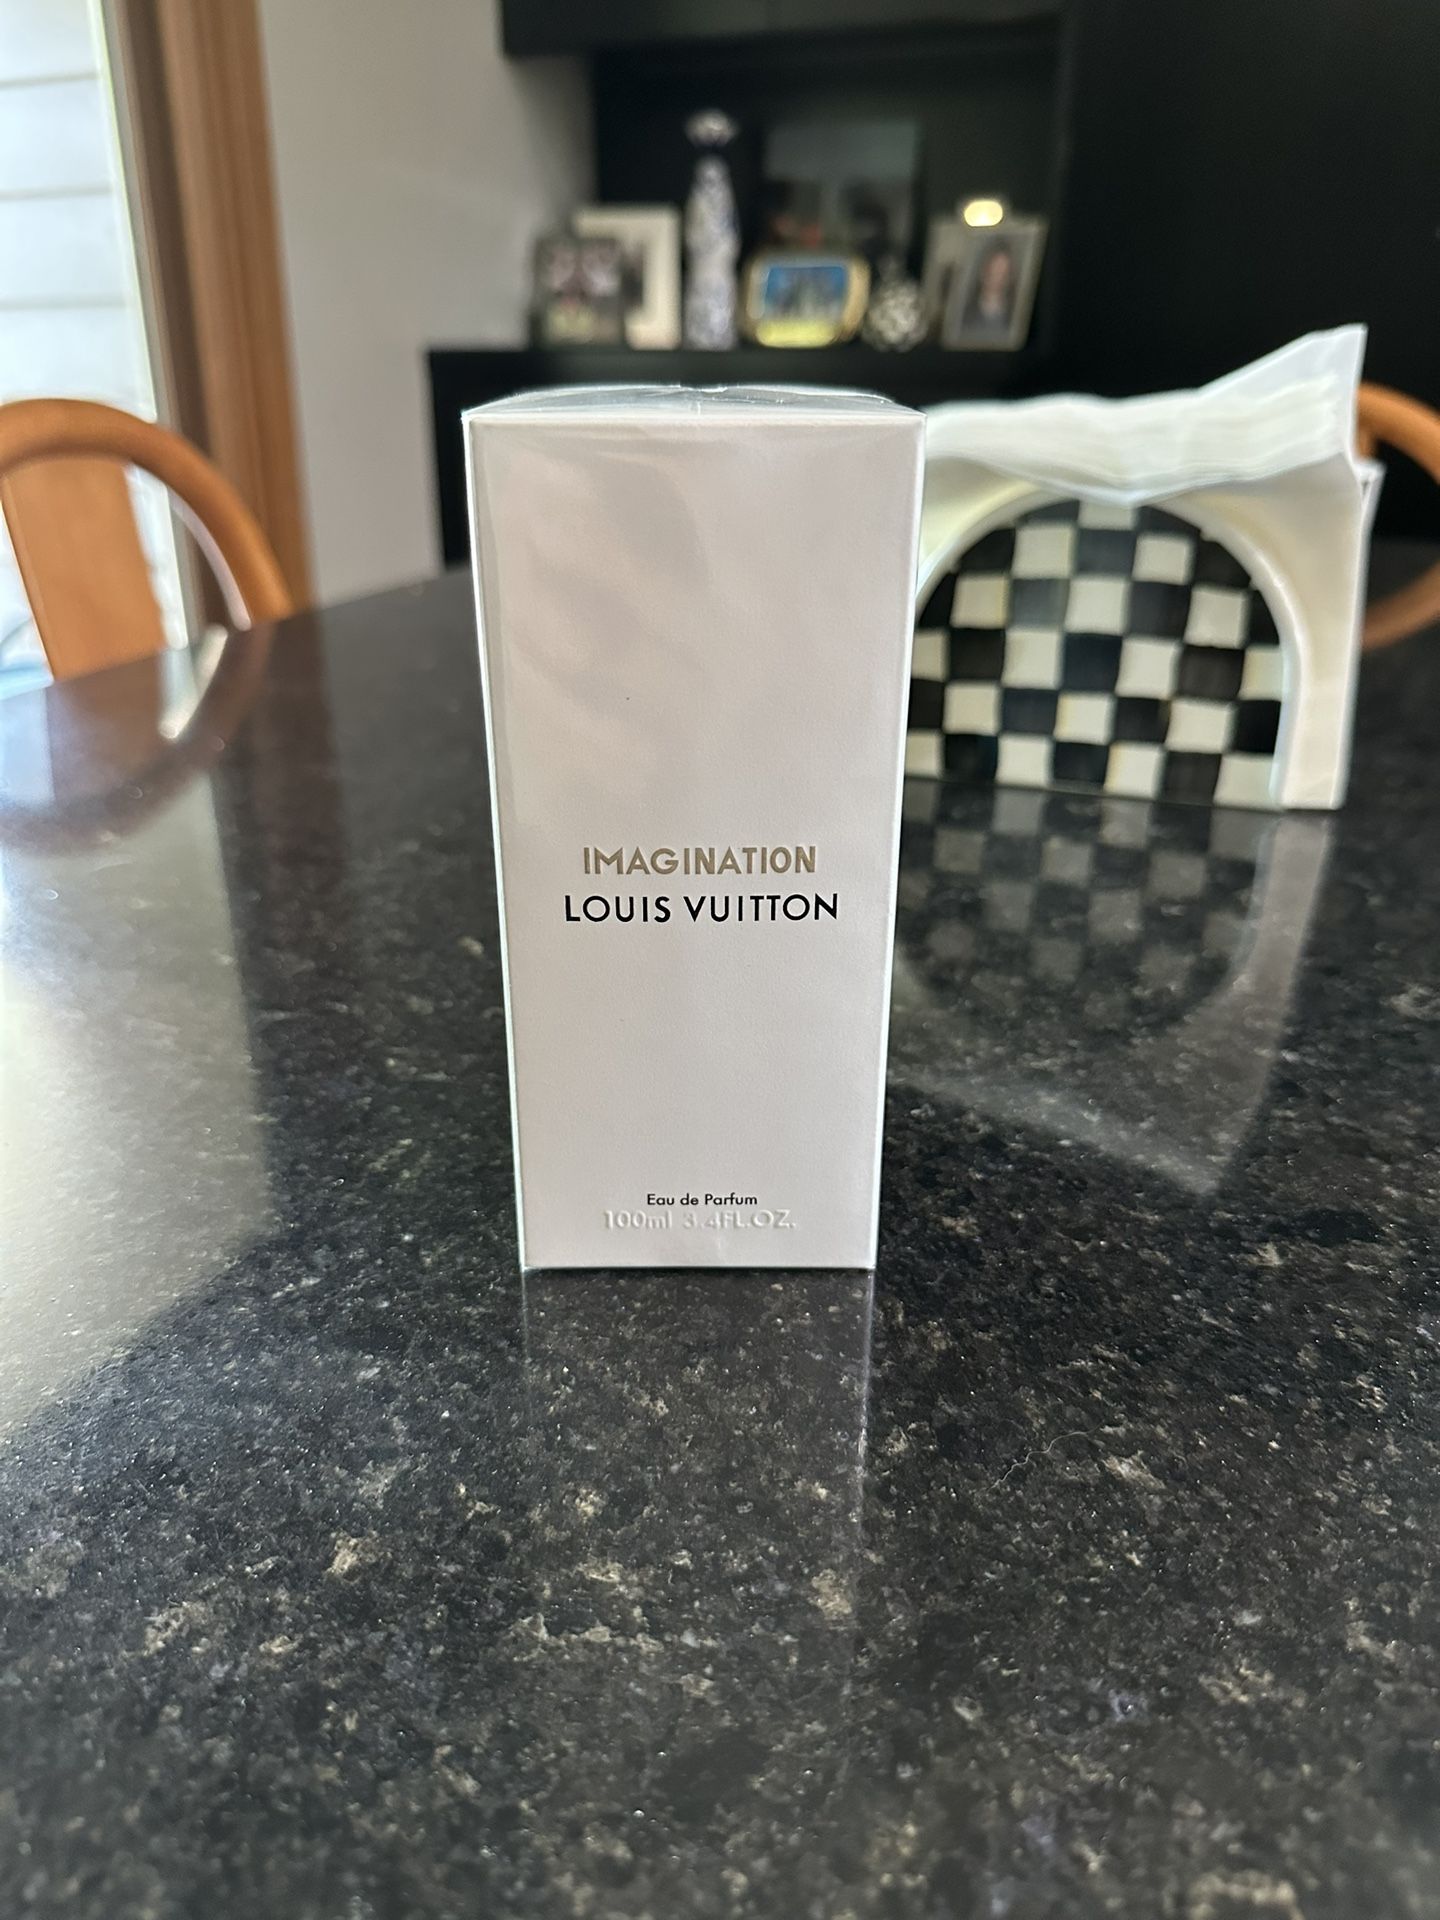 IMAGINATION
LOUIS VUITTON
Eau de Parfum
100ml 3.4FL.OZ.